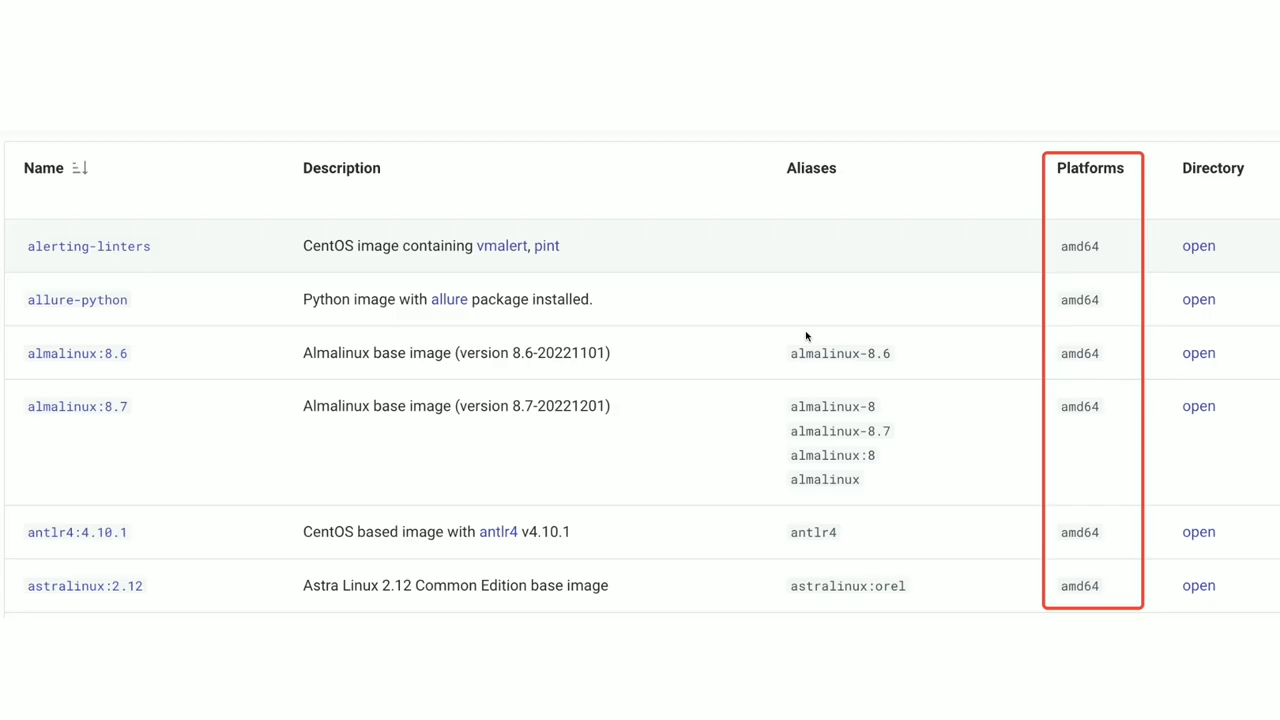 Name Description Aliases Platforms Directory
alerting-linters CentOS image containing vmalert, pint amd64 open
allure-python Python image with allure package installed. amd64 open
almalinux:8.6 Almalinux base image (version 8.6-20221101) almalinux-8.6 amd64 open
almalinux:8.7 Almalinux base image (version 8.7-20221201) almalinux-8 amd64 open
almalinux-8.7
almalinux:8
almalinux
antlr4:4.10.1 CentOS based image with antlr4 v4.10.1 antlr4 amd64 open
astralinux:2.12 Astra Linux 2.12 Common Edition base image astralinux:orel amd64 open